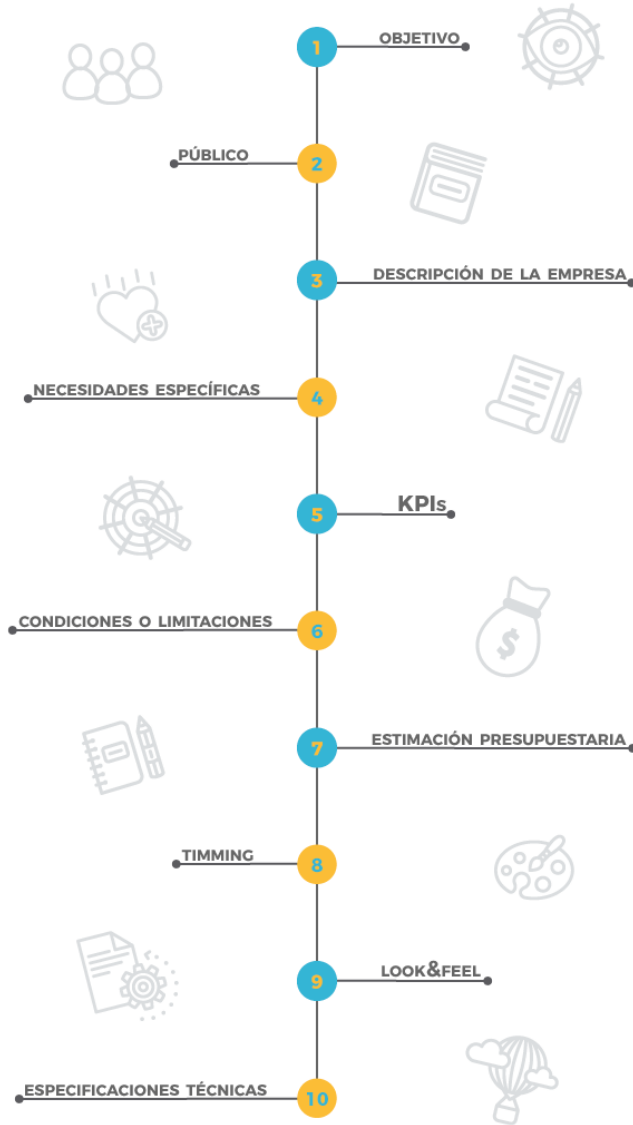 1
OBJETIVO
2
PÚBLICO
3
DESCRIPCIÓN DE LA EMPRESA
4
NECESIDADES ESPECÍFICAS
5
KPIs
6
CONDICIONES O LIMITACIONES
7
ESTIMACIÓN PRESUPUESTARIA
8
TIMMING
9
LOOK&FEEL
10
ESPECIFICACIONES TÉCNICAS
$